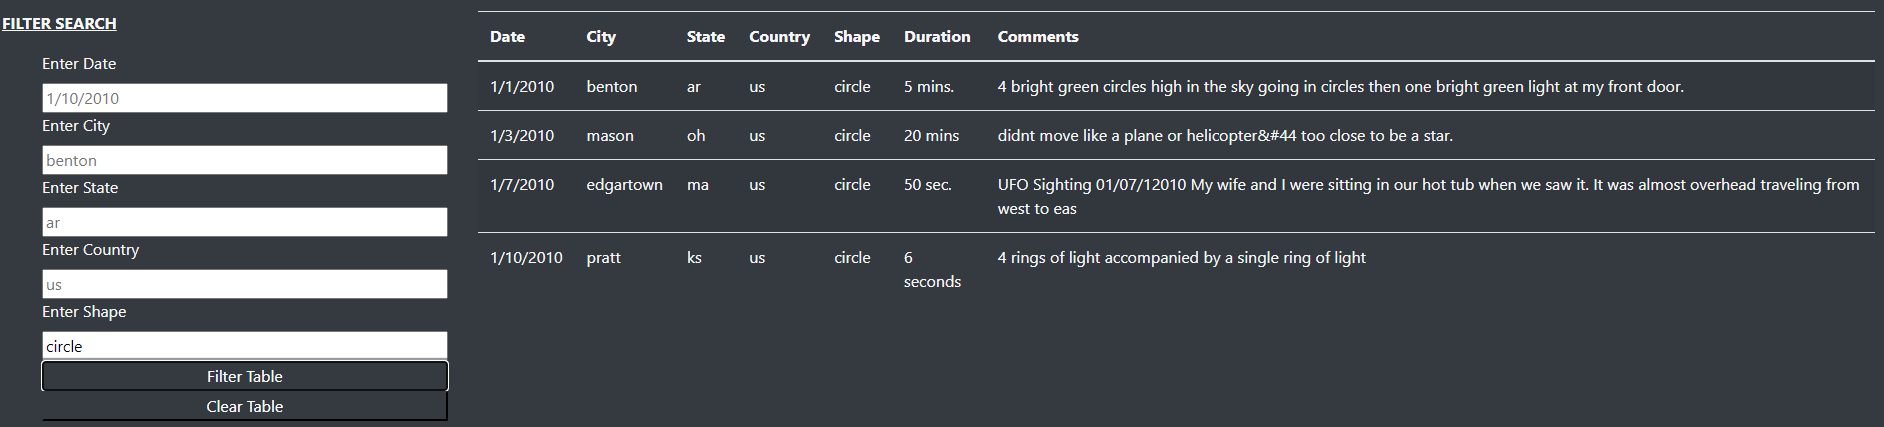 FILTER SEARCH
Enter Date
1/10/2010
Enter City
benton
Enter State
ar
Enter Country
us
Enter Shape
circle
Filter Table
Clear Table
Date City State Country Shape Duration Comments
1/1/2010 benton ar us circle 5 mins. 4 bright green circles high in the sky going in circles then one bright green light at my front door.
1/3/2010 mason oh us circle 20 mins didnt move like a plane or helicopter&#44 too close to be a star.
1/7/2010 edgartown ma us circle 50 sec. UFO Sighting 01/07/12010 My wife and I were sitting in our hot tub when we saw it. It was almost overhead traveling from
west to eas
1/10/2010 pratt ks us circle 6 4 rings of light accompanied by a single ring of light
seconds